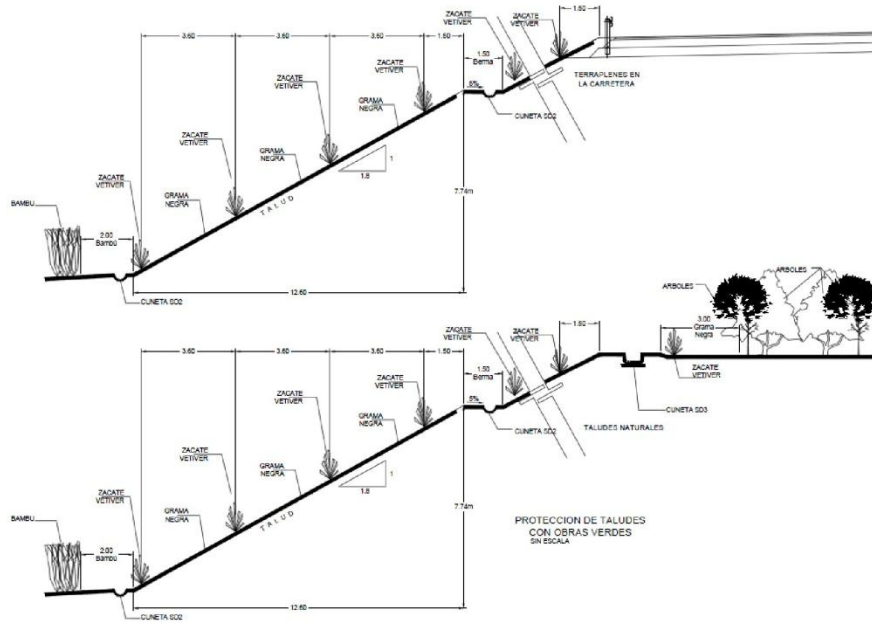 1.50
3.60
3.60
3.60
1.50
ZACATE
VETIVER
ZACATE
VETIVER
1.50
Berma
ZACATE
VETIVER
ZACATE
VETIVER
TERRAPLENES EN
LA CARRETERA
CUNETA SD2
GRAMA
NEGRA
ZACATE
VETIVER
GRAMA
NEGRA
1
1.8
ZACATE
VETIVER
TALUD
GRAMA
NEGRA
7.74m
BAMBU
2.00
Bambú
CUNETA SD2
12.60
ARBOLES
ARBOLES
3.00
Grama
Negra
ZACATE
VETIVER
CUNETA SD3
1.50
3.60
3.60
3.60
1.50
ZACATE
VETIVER
ZACATE
VETIVER
1.50
Berma
ZACATE
VETIVER
ZACATE
VETIVER
TALUDES NATURALES
CUNETA SD2
GRAMA
NEGRA
ZACATE
VETIVER
GRAMA
NEGRA
1
1.8
ZACATE
VETIVER
TALUD
GRAMA
NEGRA
7.74m
BAMBU
2.00
Bambú
CUNETA SD2
12.60
PROTECCION DE TALUDES
CON OBRAS VERDES
SIN ESCALA